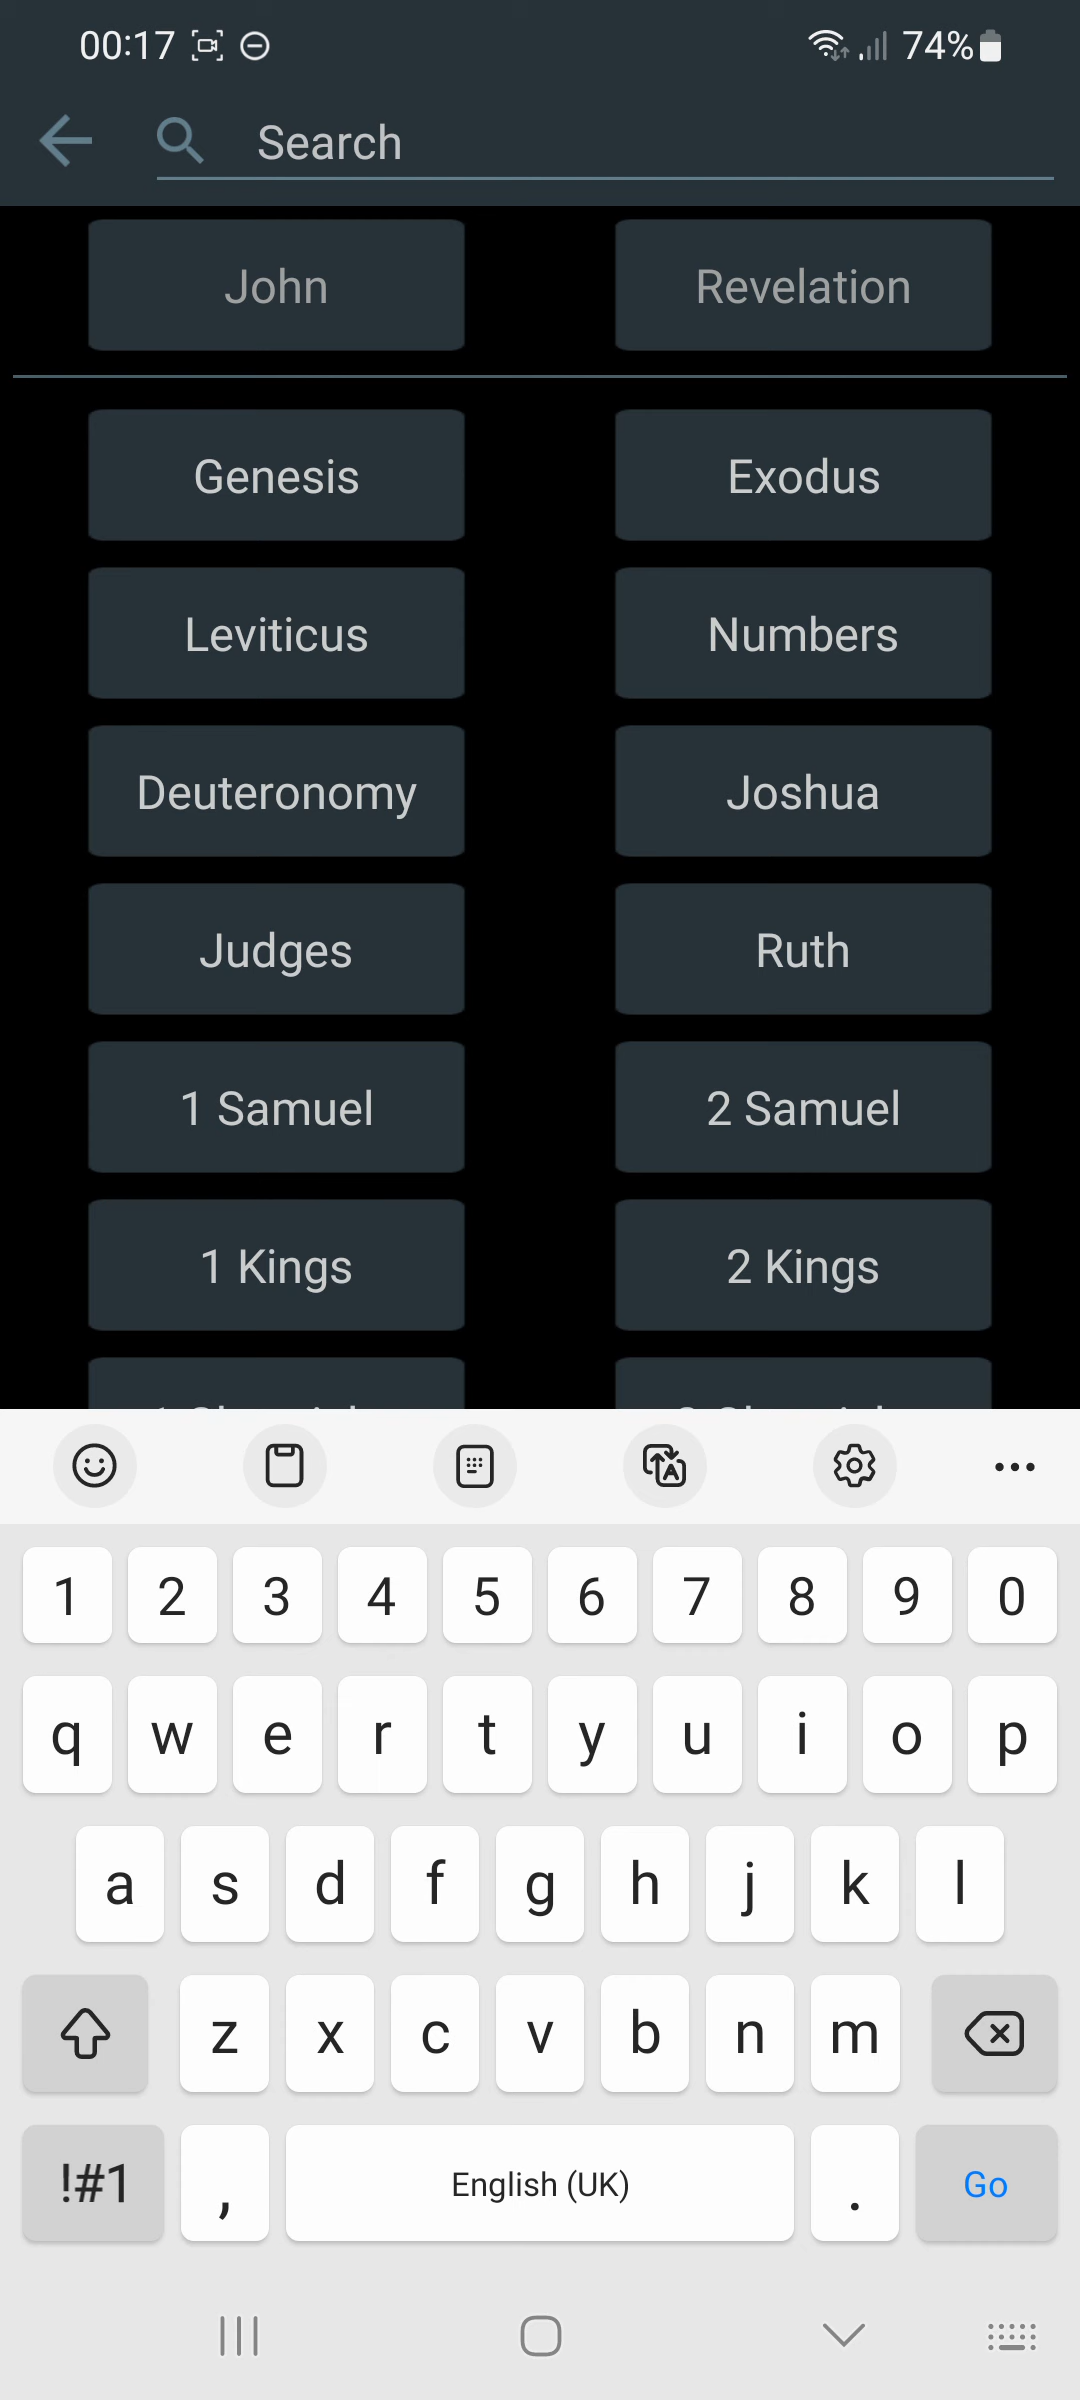 00:17 74%
Search
John Revelation
Genesis Exodus
Leviticus Numbers
Deuteronomy Joshua
Judges Ruth
1 Samuel 2 Samuel
1 Kings 2 Kings
1 2 3 4 5 6 7 8 9 0
q w e r t y u i o p
a s d f g h j k l
z x c v b n m
!#1 , English (UK) . Go